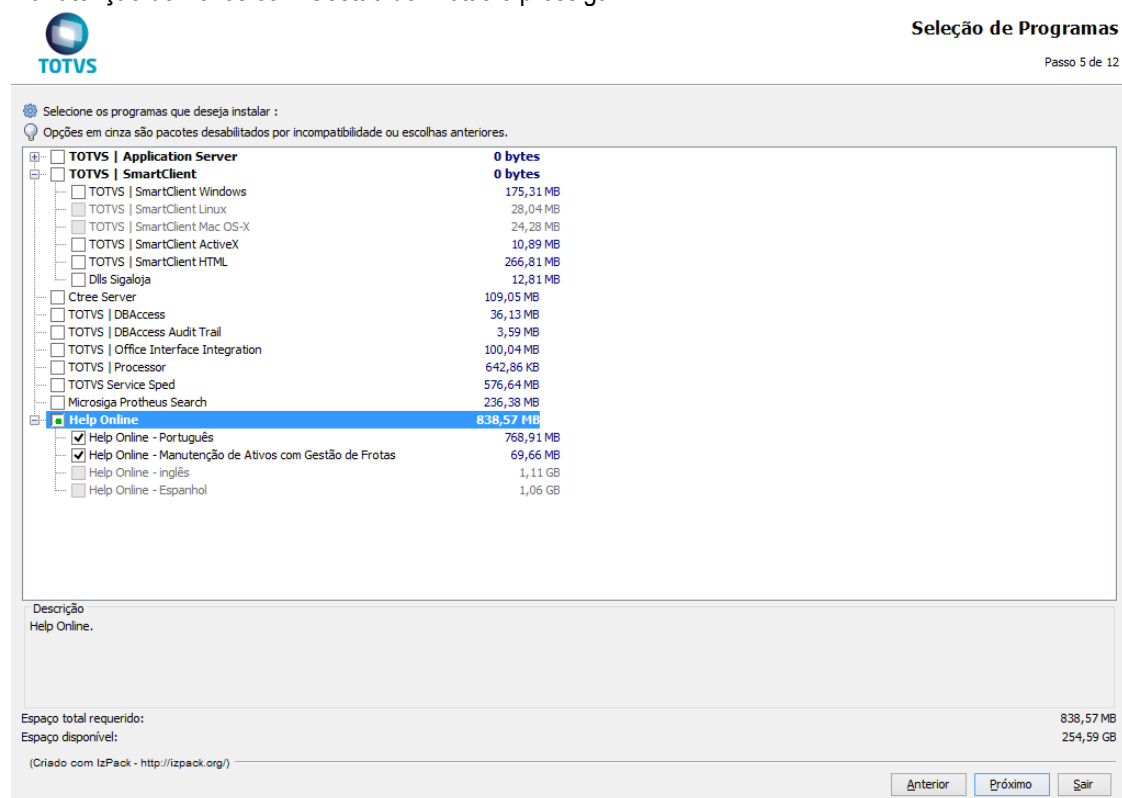 Manutenção de Ativos com Gestão de Frotas e prossiga
TOTVS
Seleção de Programas
Passo 5 de 12
Selecione os programas que deseja instalar :
Opções em cinza são pacotes desabilitados por incompatibilidade ou escolhas anteriores.
TOTVS | Application Server 0 bytes
TOTVS | SmartClient 0 bytes
TOTVS | SmartClient Windows 175,31 MB
TOTVS | SmartClient Linux 28,04 MB
TOTVS | SmartClient Mac OS-X 24,28 MB
TOTVS | SmartClient ActiveX 10,89 MB
TOTVS | SmartClient HTML 266,81 MB
Dlls Sigaloja 12,81 MB
Ctree Server 109,05 MB
TOTVS | DBAccess 36,13 MB
TOTVS | DBAccess Audit Trail 3,59 MB
TOTVS | Office Interface Integration 100,04 MB
TOTVS | Processor 642,86 KB
TOTVS Service Sped 576,64 MB
Microsiga Protheus Search 236,38 MB
Help Online 838,57 MB
Help Online - Português 768,91 MB
Help Online - Manutenção de Ativos com Gestão de Frotas 69,66 MB
Help Online - inglês 1,11 GB
Help Online - Espanhol 1,06 GB
Descrição
Help Online.
Espaço total requerido: 838,57 MB
Espaço disponível: 254,59 GB
(Criado com IzPack - http://izpack.org/)
Anterior Próximo Sair